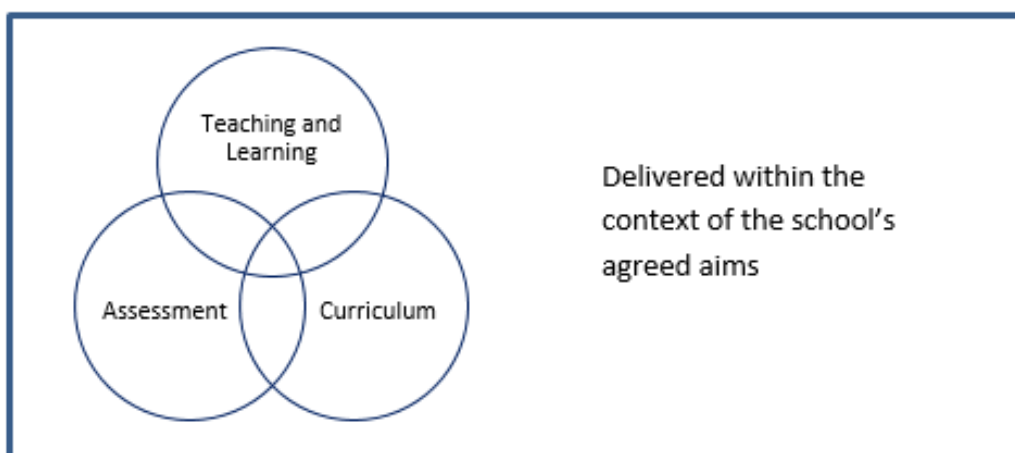 Teaching and
Learning
Assessment
Curriculum
Delivered within the
context of the school’s
agreed aims